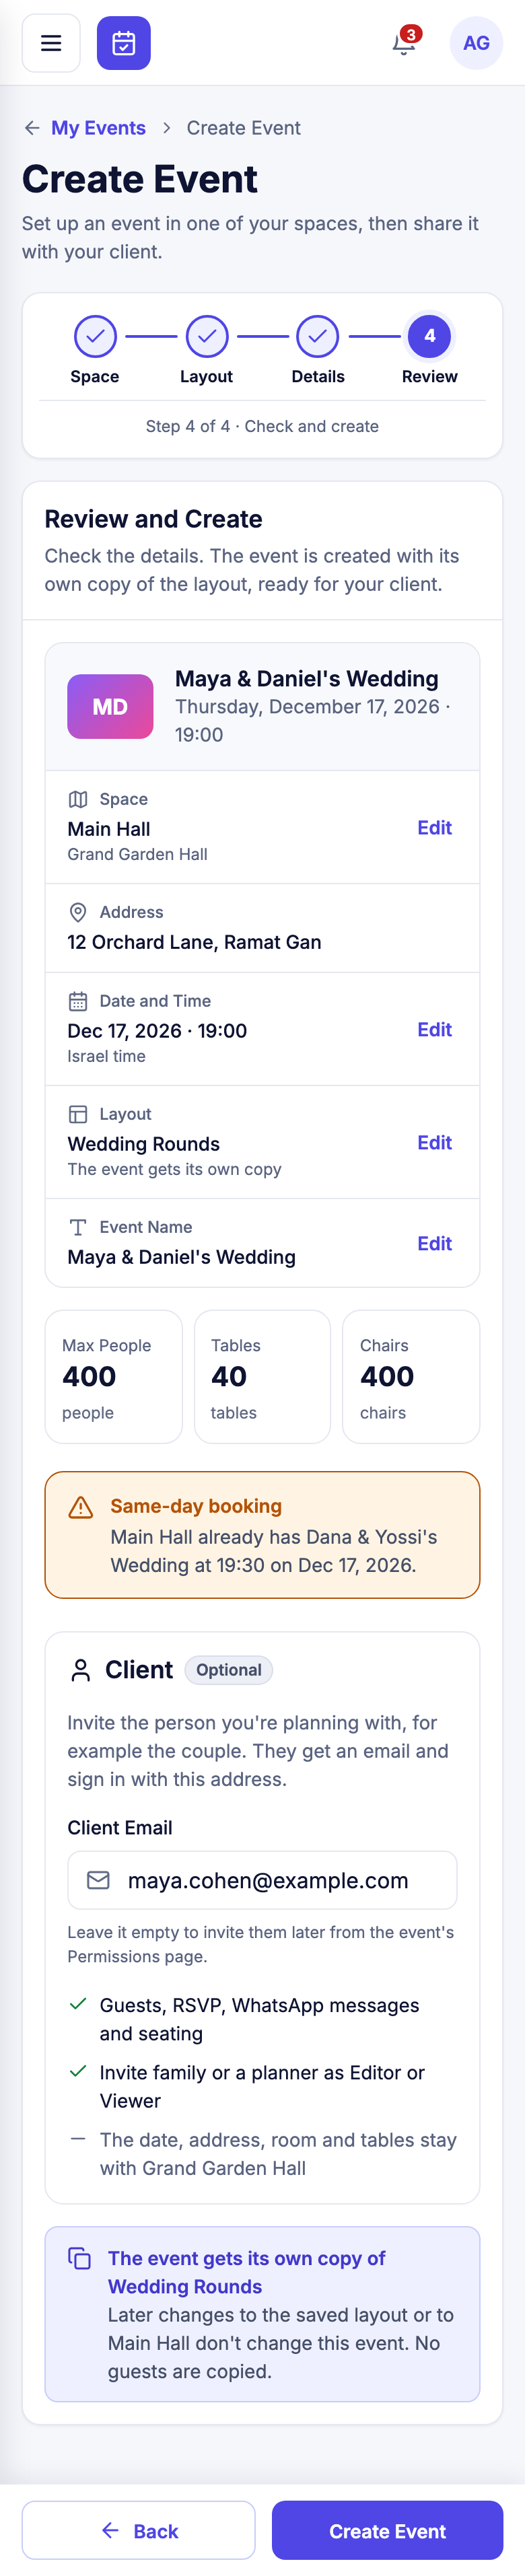 3
AG
My Events
Create Event
Create Event
Set up an event in one of your spaces, then share it
with your client.
4
Space
Layout
Details
Review
Step 4 of 4 · Check and create
Review and Create
Check the details. The event is created with its
own copy of the layout, ready for your client.
MD
Maya & Daniel's Wedding
Thursday, December 17, 2026 ·
19:00
Space
Main Hall
Grand Garden Hall
Edit
Address
12 Orchard Lane, Ramat Gan
Date and Time
Dec 17, 2026 · 19:00
Israel time
Edit
Layout
Wedding Rounds
The event gets its own copy
Edit
Event Name
Maya & Daniel's Wedding
Edit
Max People
400
people
Tables
40
tables
Chairs
400
chairs
Same-day booking
Main Hall already has Dana & Yossi's
Wedding at 19:30 on Dec 17, 2026.
Client
Optional
Invite the person you're planning with, for
example the couple. They get an email and
sign in with this address.
Client Email
maya.cohen@example.com
Leave it empty to invite them later from the event's
Permissions page.
Guests, RSVP, WhatsApp messages
and seating
Invite family or a planner as Editor or
Viewer
The date, address, room and tables stay
with Grand Garden Hall
The event gets its own copy of
Wedding Rounds
Later changes to the saved layout or to
Main Hall don't change this event. No
guests are copied.
Back
Create Event